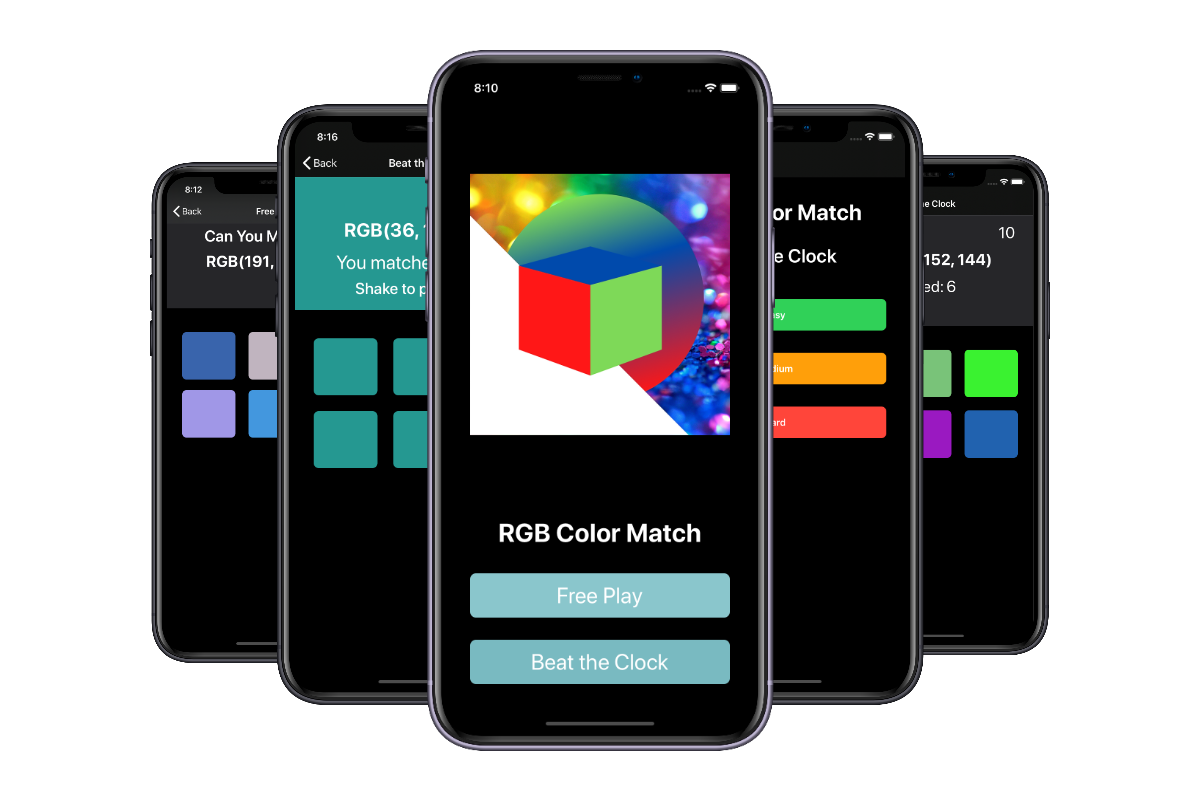 8:12
Back
Free
Can You M
RGB(191,
8:16
Back
Beat th
RGB(36,
You matche
Shake to p
8:10
RGB Color Match
Free Play
Beat the Clock
or Match
e Clock
sy
dium
ard
e Clock
10
152, 144)
ed: 6